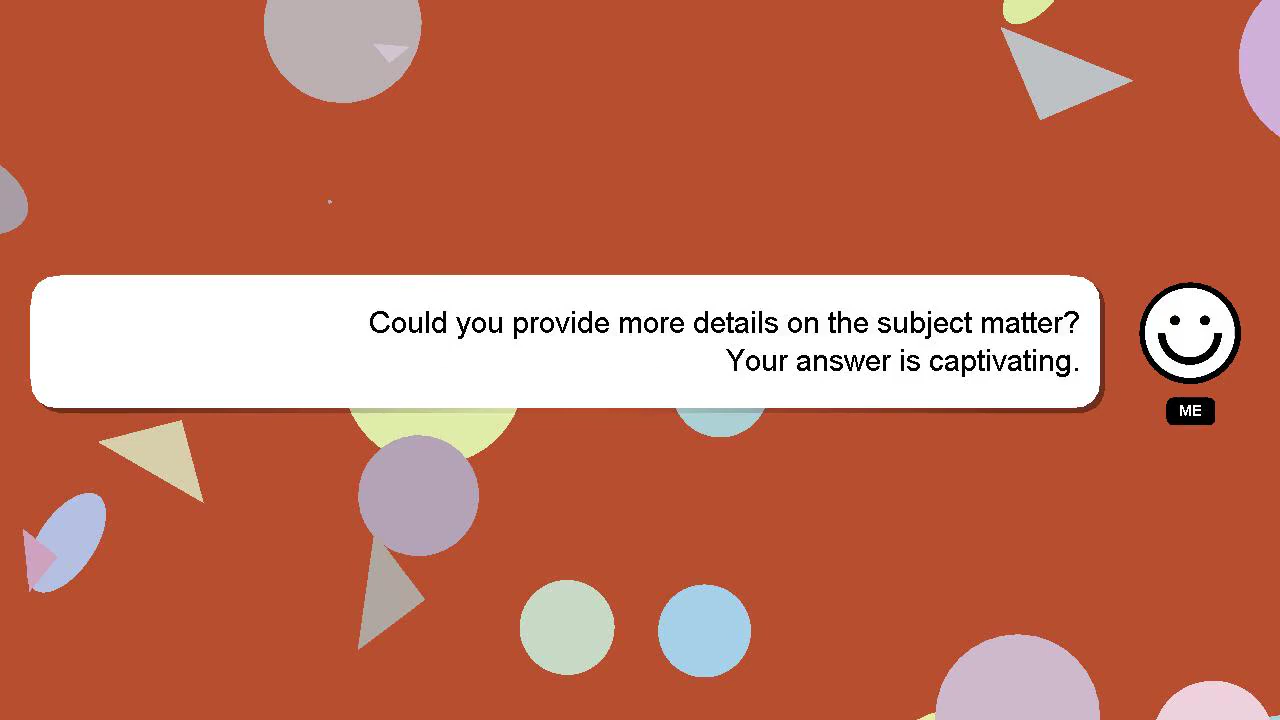 Could you provide more details on the subject matter?
Your answer is captivating.
ME